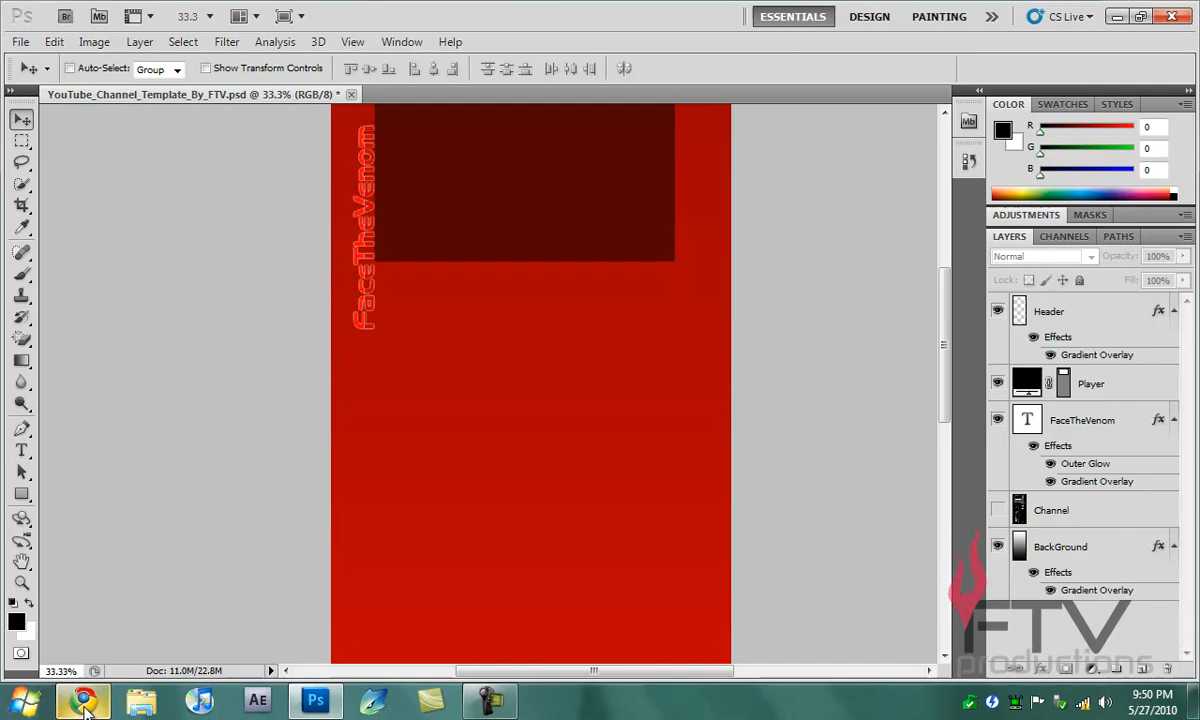 Ps Br Mb 33.3 ESSENTIALS DESIGN PAINTING CS Live
File Edit Image Layer Select Filter Analysis 3D View Window Help
Auto-Select: Group Show Transform Controls
YouTube_Channel_Template_By_FTV.psd @ 33.3% (RGB/8) *
FaceTheVenom
Mb
COLOR SWATCHES STYLES
R 0
G 0
B 0
ADJUSTMENTS MASKS
LAYERS CHANNELS PATHS
Normal Opacity: 100%
Lock: Fill: 100%
Header fx
Effects
Gradient Overlay
Player
T FaceTheVenom fx
Effects
Outer Glow
Gradient Overlay
Channel
BackGround fx
Effects
Gradient Overlay
FTV
productions
33.33% Doc: 11.0M/22.8M
Ae Ps
9:50 PM
5/27/2010